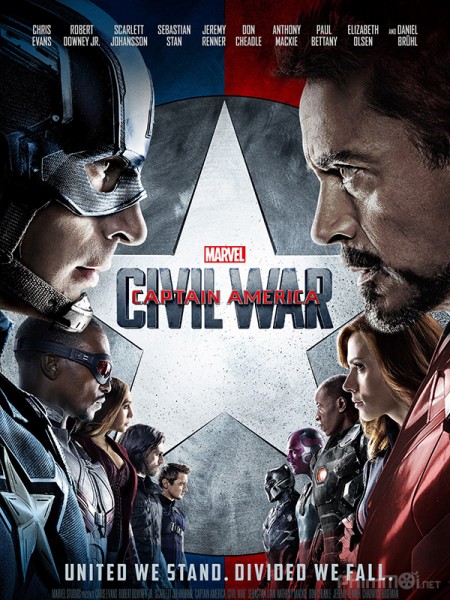 CHRIS EVANS ROBERT DOWNEY JR. SCARLETT JOHANSSON SEBASTIAN STAN JEREMY RENNER DON CHEADLE ANTHONY MACKIE PAUL BETTANY ELIZABETH OLSEN AND DANIEL BRÜHL
MARVEL
CAPTAIN AMERICA
CIVIL WAR
UNITED WE STAND. DIVIDED WE FALL.